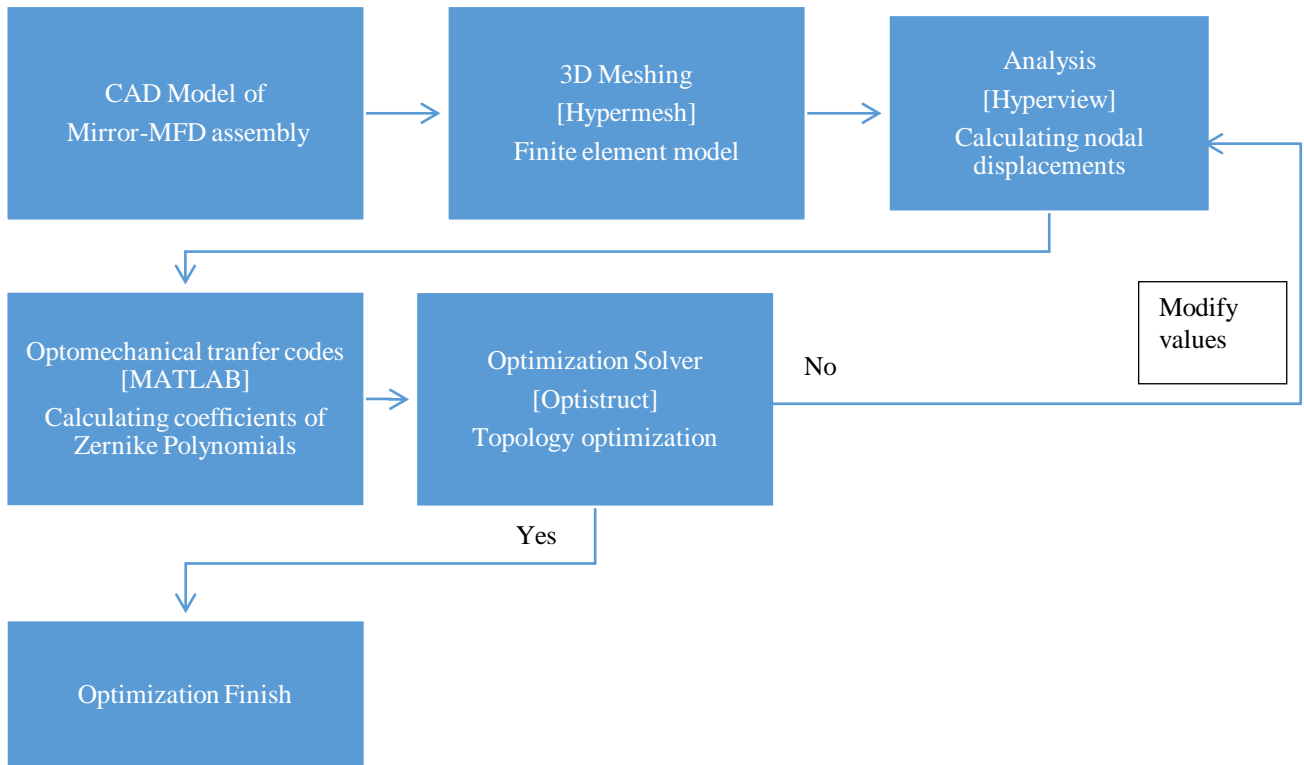 CAD Model of
Mirror-MFD assembly
3D Meshing
[Hypermesh]
Finite element model
Analysis
[Hyperview]
Calculating nodal
displacements
Optomechanical tranfer codes
[MATLAB]
Calculating coefficients of
Zernike Polynomials
Optimization Solver
[Optistruct]
Topology optimization
No
Modify
values
Yes
Optimization Finish